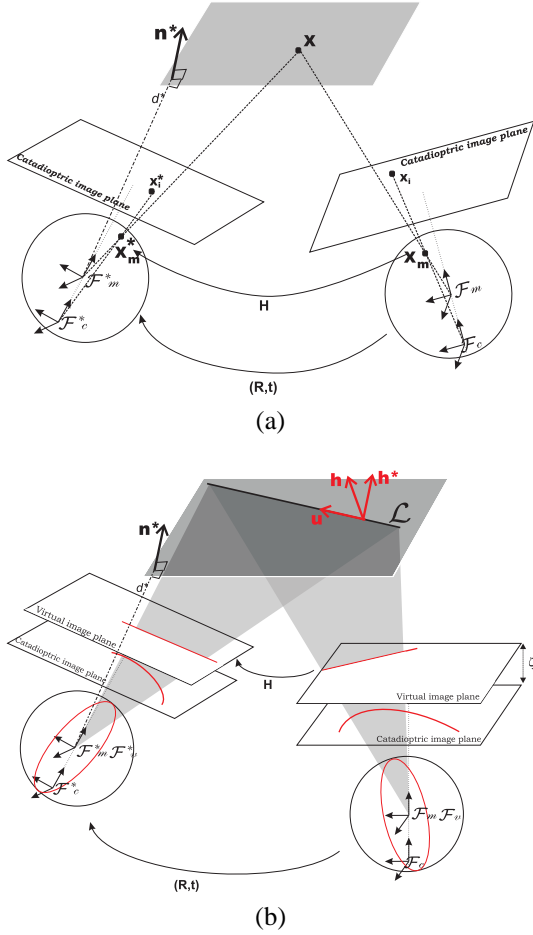 n*
X
d*
Catadioptric image plane
Catadioptric image plane
x*i
xi
X*m
Xm
F*m
Fm
F*c
Fc
H
(R,t)
(a)
h
h*
n*
u
L
d*
Virtual image plane
Catadioptric image plane
ζ
H
Virtual image plane
Catadioptric image plane
F*m F*v
F*c
Fm Fv
Fc
(R,t)
(b)